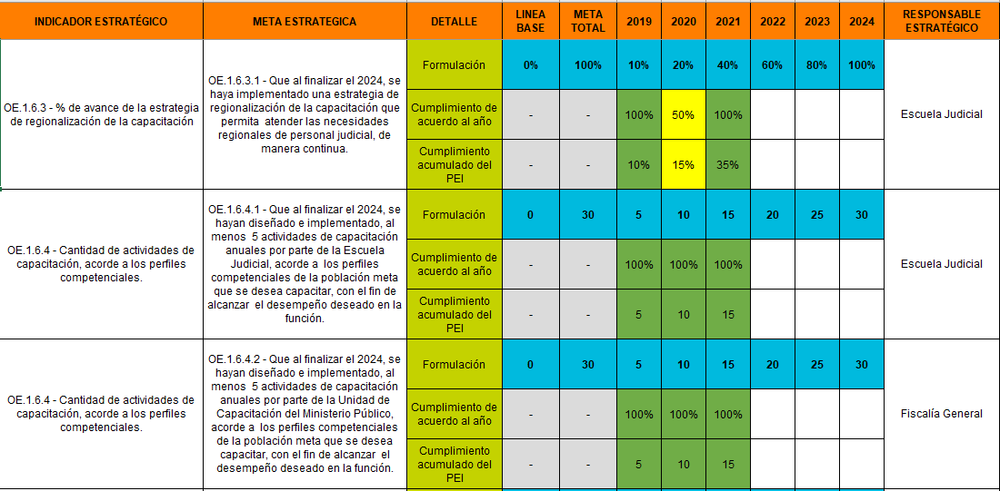 INDICADOR ESTRATÉGICO
META ESTRATEGICA
DETALLE
LINEA
BASE
META
TOTAL
2019
2020
2021
2022
2023
2024
RESPONSABLE
ESTRATÉGICO
OE.1.6.3 - % de avance de la estrategia
de regionalización de la capacitación
OE.1.6.3.1 - Que al finalizar el 2024, se
haya implementado una estrategia de
regionalización de la capacitación que
permita atender las necesidades
regionales de personal judicial, de
manera continua.
Formulación
0%
100%
10%
20%
40%
60%
80%
100%
Cumplimiento de
acuerdo al año
-
-
100%
50%
100%
Cumplimiento
acumulado del
PEI
-
-
10%
15%
35%
Escuela Judicial
OE.1.6.4 - Cantidad de actividades de
capacitación, acorde a los perfiles
competenciales.
OE.1.6.4.1 - Que al finalizar el 2024, se
hayan diseñado e implementado, al
menos 5 actividades de capacitación
anuales por parte de la Escuela
Judicial, acorde a los perfiles
competenciales de la población meta
que se desea capacitar, con el fin de
alcanzar el desempeño deseado en la
función.
Formulación
0
30
5
10
15
20
25
30
Cumplimiento de
acuerdo al año
-
-
100%
100%
100%
Cumplimiento
acumulado del
PEI
-
-
5
10
15
Escuela Judicial
OE.1.6.4 - Cantidad de actividades de
capacitación, acorde a los perfiles
competenciales.
OE.1.6.4.2 - Que al finalizar el 2024, se
hayan diseñado e implementado, al
menos 5 actividades de capacitación
anuales por parte de la Unidad de
Capacitación del Ministerio Público,
acorde a los perfiles competenciales
de la población meta que se desea
capacitar, con el fin de alcanzar el
desempeño deseado en la función.
Formulación
0
30
5
10
15
20
25
30
Cumplimiento de
acuerdo al año
-
-
100%
100%
100%
Cumplimiento
acumulado del
PEI
-
-
5
10
15
Fiscalía General